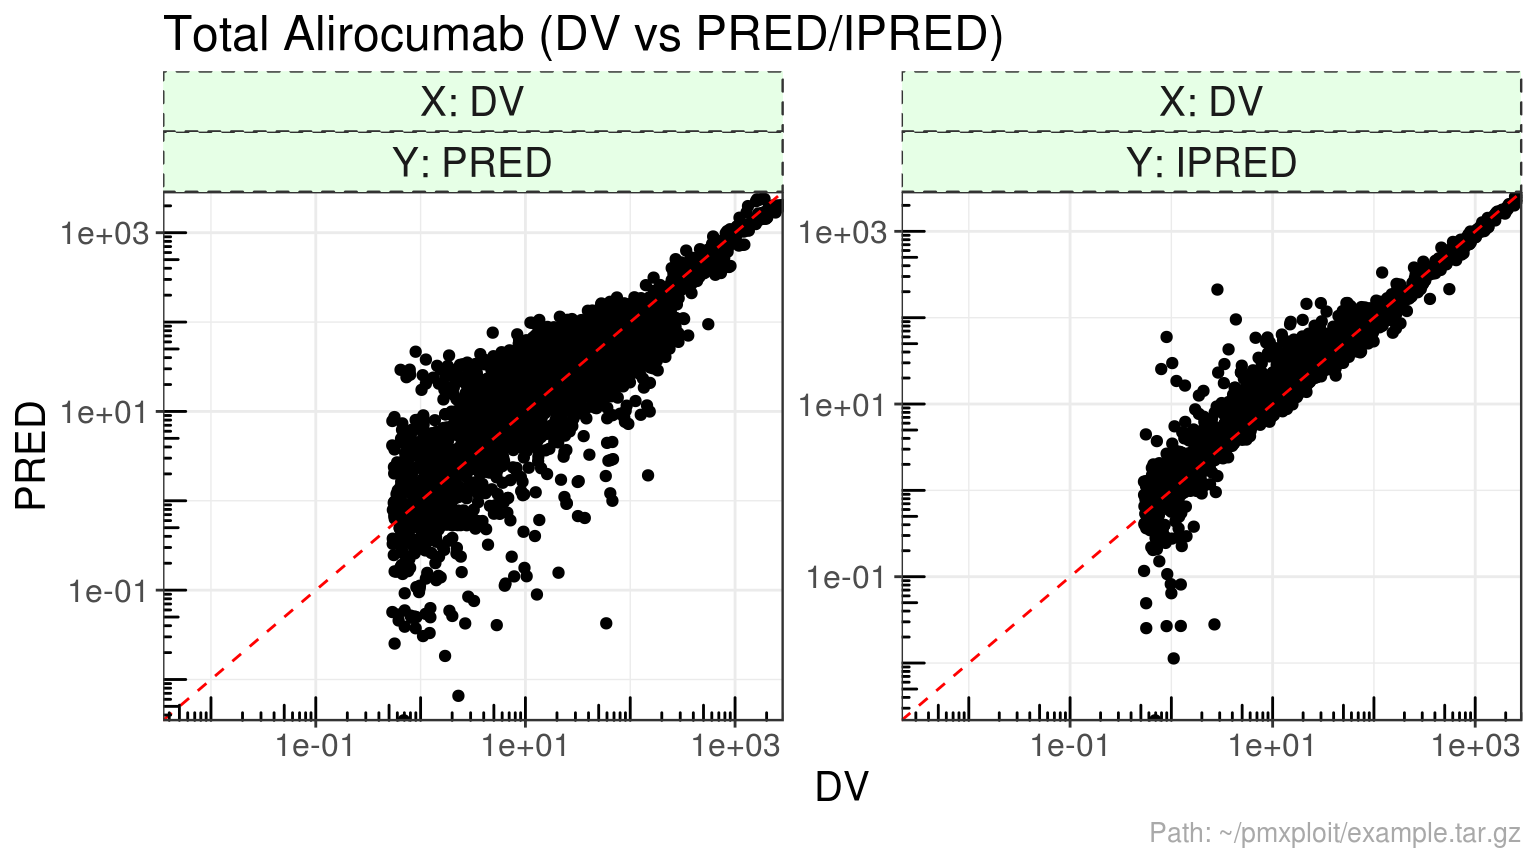 Total Alirocumab (DV vs PRED/IPRED)
X: DV
Y: PRED
X: DV
Y: IPRED
PRED
1e+03
1e+01
1e-01
1e+03
1e+01
1e-01
1e-01
1e+01
1e+03
1e-01
1e+01
1e+03
DV
Path: ~/pmxploit/example.tar.gz